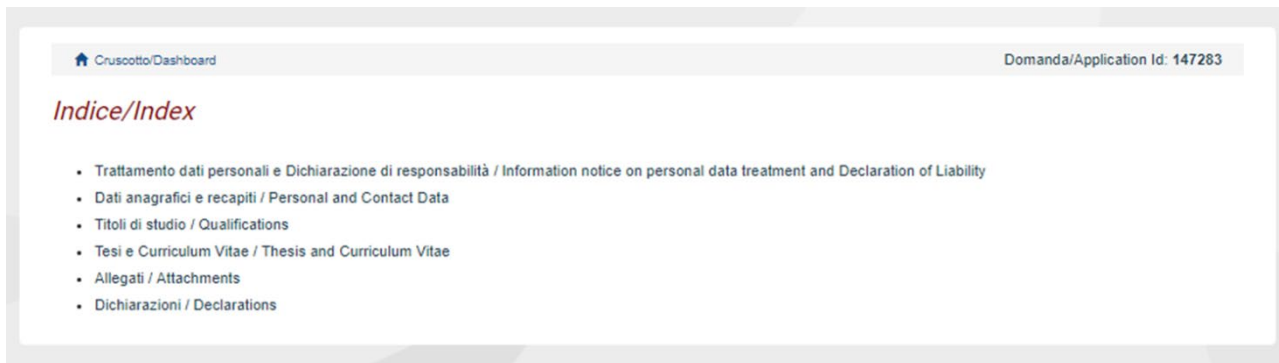 Cruscotto/Dashboard Domanda/Application Id: 147283
Indice/Index
Trattamento dati personali e Dichiarazione di responsabilità / Information notice on personal data treatment and Declaration of Liability
Dati anagrafici e recapiti / Personal and Contact Data
Titoli di studio / Qualifications
Tesi e Curriculum Vitae / Thesis and Curriculum Vitae
Allegati / Attachments
Dichiarazioni / Declarations